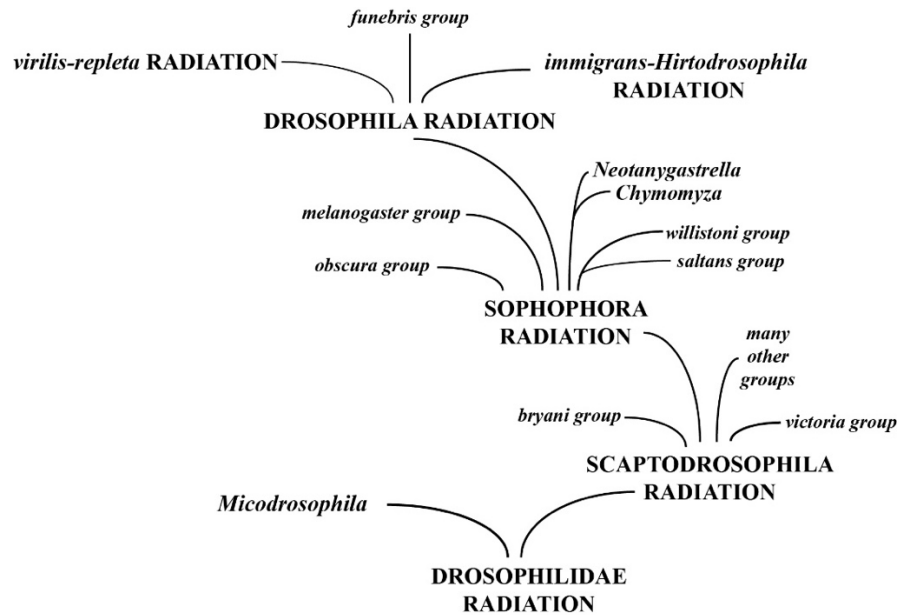 funebris group
virilis-repleta RADIATION
immigrans-Hirtodrosophila
RADIATION
DROSOPHILA RADIATION
Neotanygastrella
Chymomyza
melanogaster group
willistoni group
obscura group
saltans group
SOPHOPHORA
RADIATION
many
other
groups
bryani group
victoria group
SCAPTODROSOPHILA
RADIATION
Micodrosophila
DROSOPHILIDAE
RADIATION